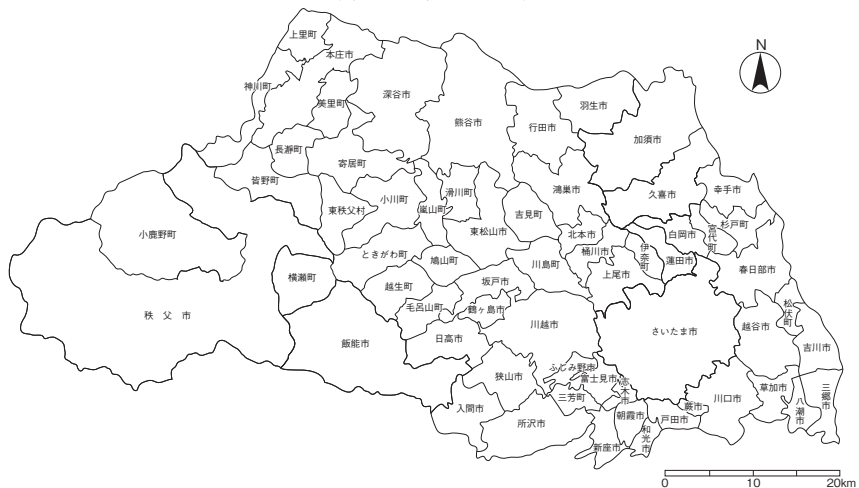 N
上里町
本庄市
神川町
美里町
深谷市
熊谷市
行田市
羽生市
加須市
長瀞町
寄居町
皆野町
小鹿野町
東秩父村
小川町
嵐山町
滑川町
東松山市
吉見町
鴻巣市
久喜市
幸手市
杉戸町
宮代町
白岡市
北本市
桶川市
伊奈町
蓮田市
上尾市
春日部市
ときがわ町
鳩山町
川島町
横瀬町
越生町
坂戸市
毛呂山町
鶴ヶ島市
川越市
秩父市
飯能市
日高市
さいたま市
越谷市
松伏町
吉川市
狭山市
ふじみ野市
富士見市
志木市
三芳町
入間市
所沢市
朝霞市
新座市
和光市
戸田市
蕨市
川口市
草加市
八潮市
三郷市
0 10 20km